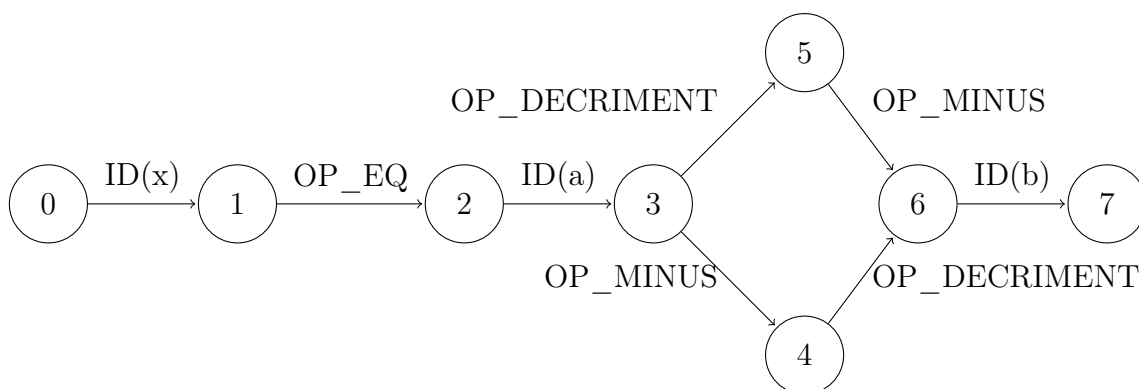 5
OP_DECRIMENT
OP_MINUS
ID(x)
OP_EQ
ID(a)
ID(b)
0
1
2
3
6
7
OP_MINUS
OP_DECRIMENT
4